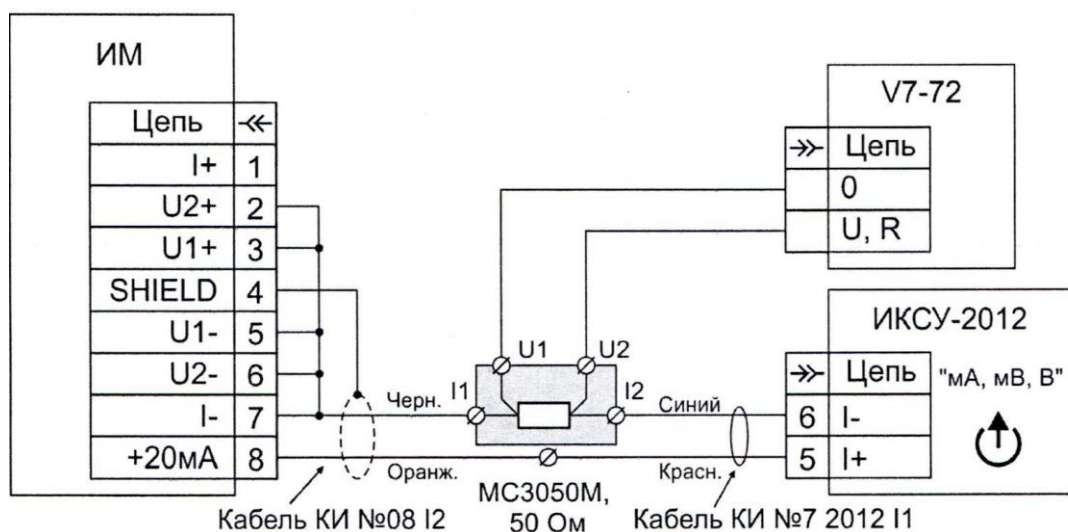 ИМ
Цепь
I+ 1
U2+ 2
U1+ 3
SHIELD 4
U1- 5
U2- 6
I- 7
+20мА 8
V7-72
Цепь
0
U, R
ИКСУ-2012
Цепь "мА, мВ, В"
6 I-
5 I+
U1 U2
I1 I2
Черн. Синий
Оранж. Красн.
МС3050М,
50 Ом
Кабель КИ №08 I2
Кабель КИ №7 2012 I1